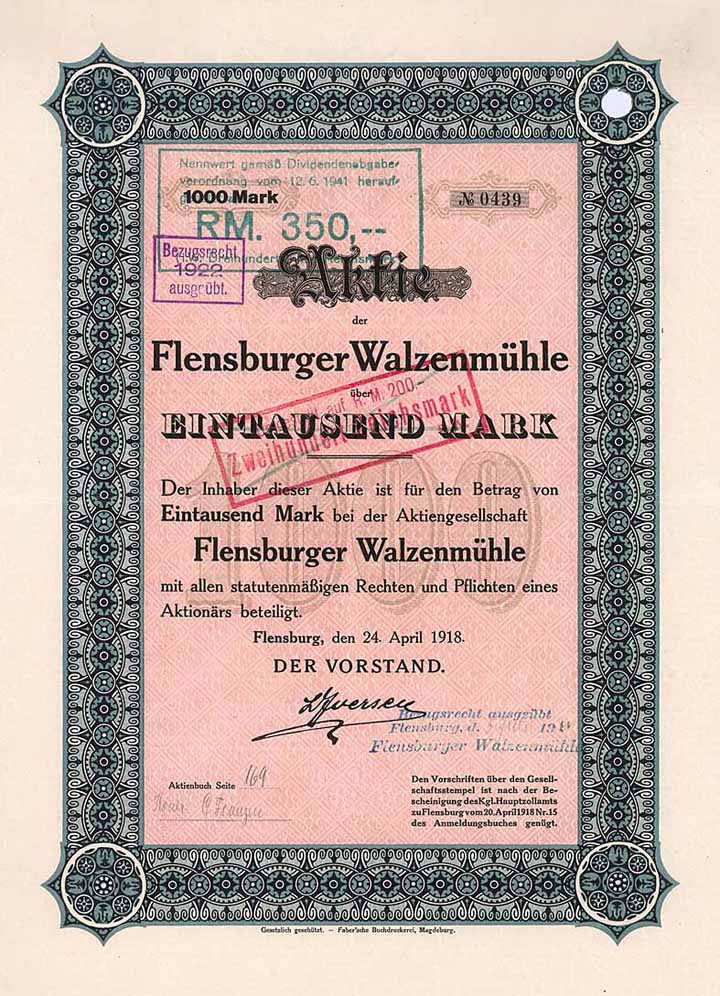 Nennwert gemäß Dividendenabgabe-
verordnung vom 12.6.1941 herauf-
1000 Mark
№ 0439
RM. 350,--
Bezugsrecht
1922
ausgeübt.
Aktie
der
Flensburger Walzenmühle
über
R.M. 200.-
EINTAUSEND MARK
Zweihundert Reichsmark
1000
Der Inhaber dieser Aktie ist für den Betrag von
Eintausend Mark bei der Aktiengesellschaft
Flensburger Walzenmühle
mit allen statutenmäßigen Rechten und Pflichten eines
Aktionärs beteiligt.
Flensburg, den 24. April 1918.
DER VORSTAND.
Bezugsrecht ausgeübt
Flensburg, d.
Flensburger Walzenmühle
Aktienbuch Seite 169
Den Vorschriften über den Gesell-
schaftsstempel ist nach der Be-
scheinigung des Kgl. Hauptzollamts
zu Flensburg vom 20. April 1918 Nr. 15
des Anmeldungsbuches genügt.
Gesetzlich geschützt. — Faber'sche Buchdruckerei, Magdeburg.